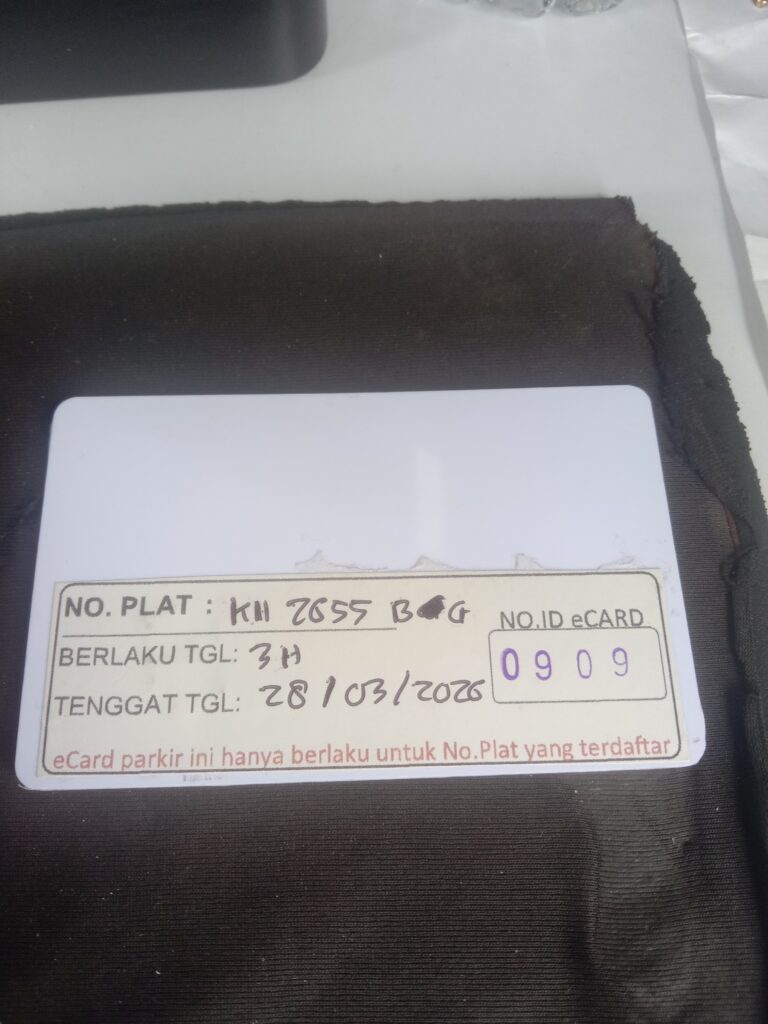 NO. PLAT : KH 2655 BG
NO.ID eCARD
BERLAKU TGL: 3H
0909
TENGGAT TGL: 28/03/2026
eCard parkir ini hanya berlaku untuk No.Plat yang terdaftar